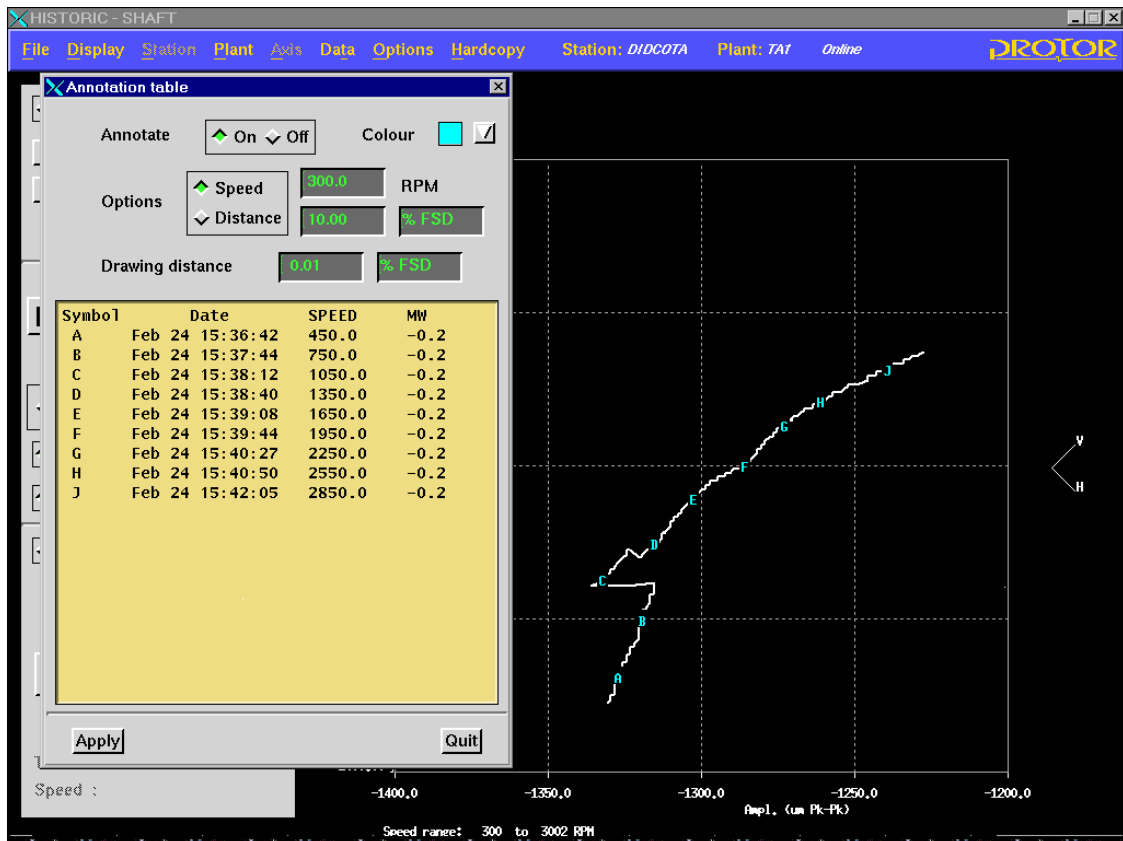 HISTORIC - SHAFT
File Display Station Plant Axis Data Options Hardcopy Station: DIDCOTA Plant: TA1 Online PROTOR
Annotation table
Annotate On Off Colour
Options Speed 300.0 RPM
Distance 10.00 % FSD
Drawing distance 0.01 % FSD
Symbol Date SPEED MW
A Feb 24 15:36:42 450.0 -0.2
B Feb 24 15:37:44 750.0 -0.2
C Feb 24 15:38:12 1050.0 -0.2
D Feb 24 15:38:40 1350.0 -0.2
E Feb 24 15:39:08 1650.0 -0.2
F Feb 24 15:39:44 1950.0 -0.2
G Feb 24 15:40:27 2250.0 -0.2
H Feb 24 15:40:50 2550.0 -0.2
J Feb 24 15:42:05 2850.0 -0.2
Apply Quit
J
H
G
F
E
D
C
B
A
V
H
Speed :
-1400.0 -1350.0 -1300.0 -1250.0 -1200.0
Ampl. (um Pk-Pk)
Speed range: 300 to 3002 RPM